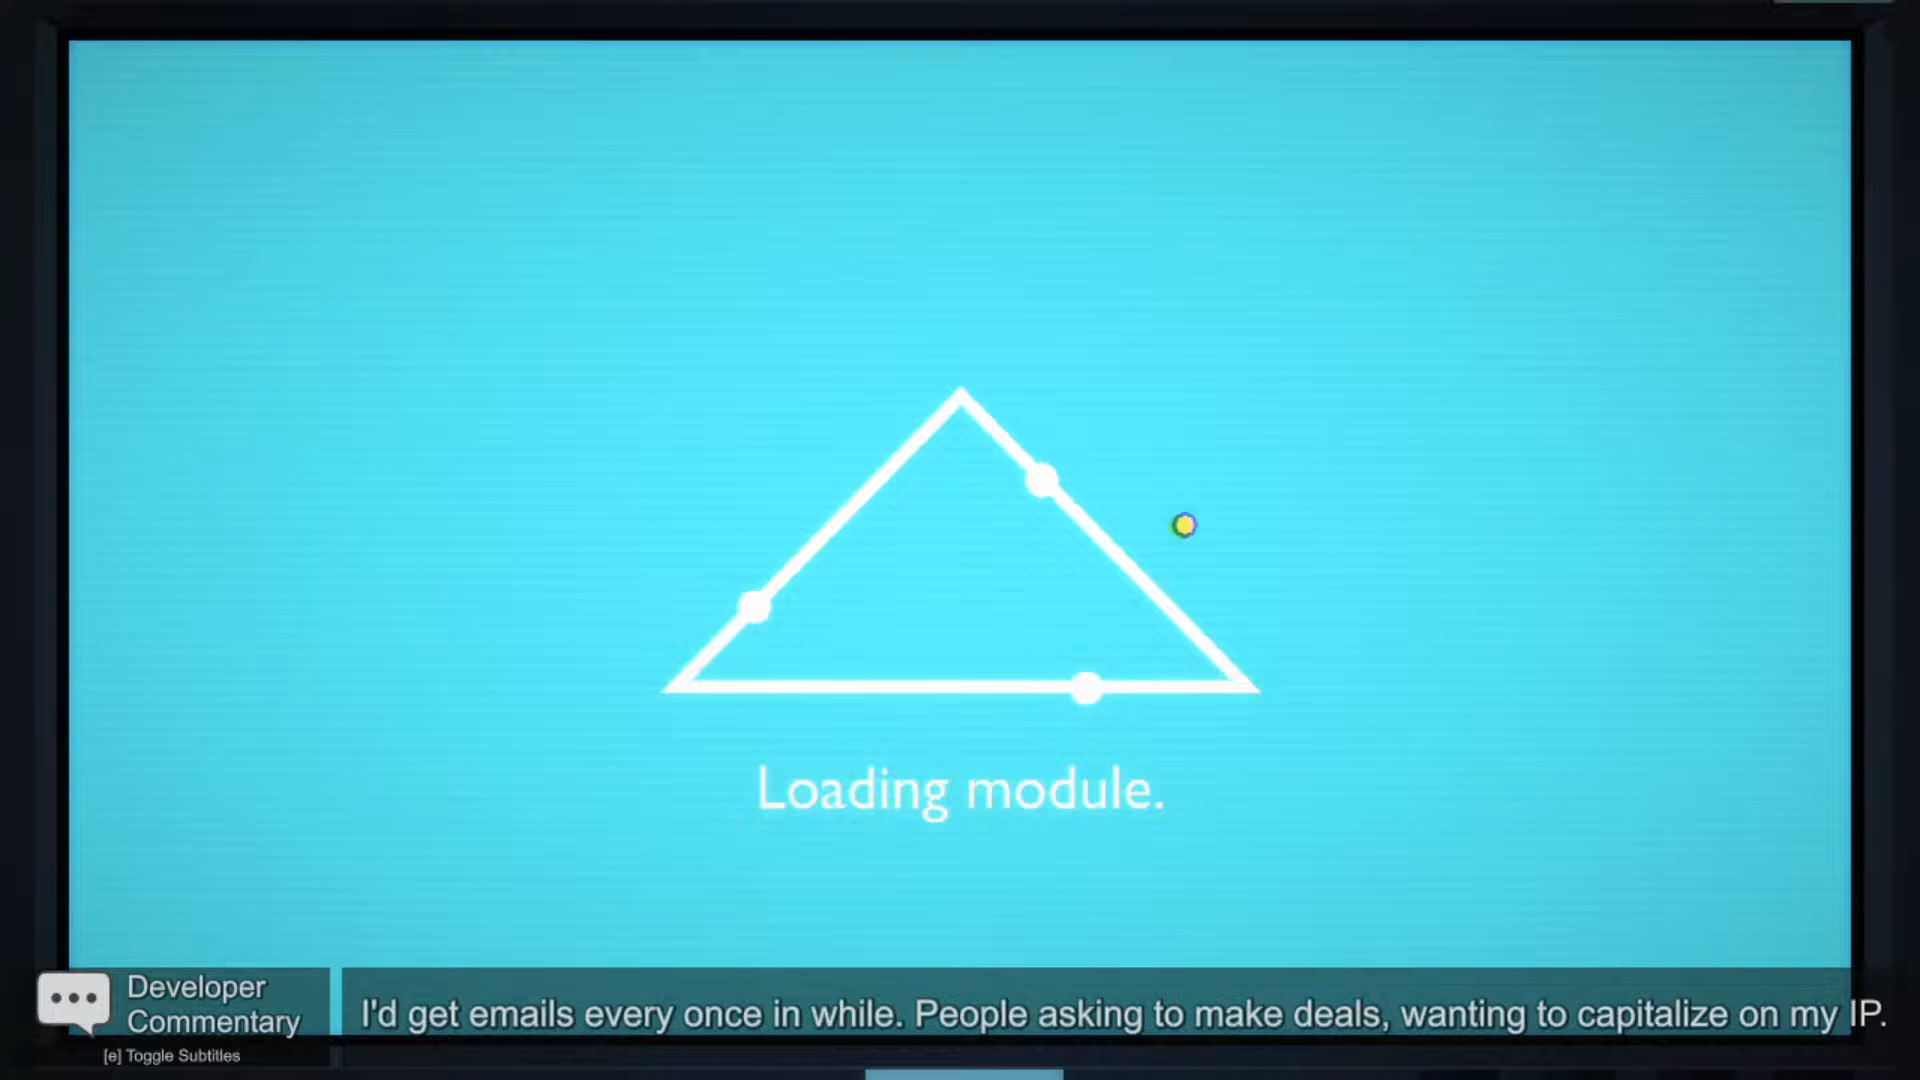 Loading module.
Developer
Commentary
[e] Toggle Subtitles
I'd get emails every once in while. People asking to make deals, wanting to capitalize on my IP.